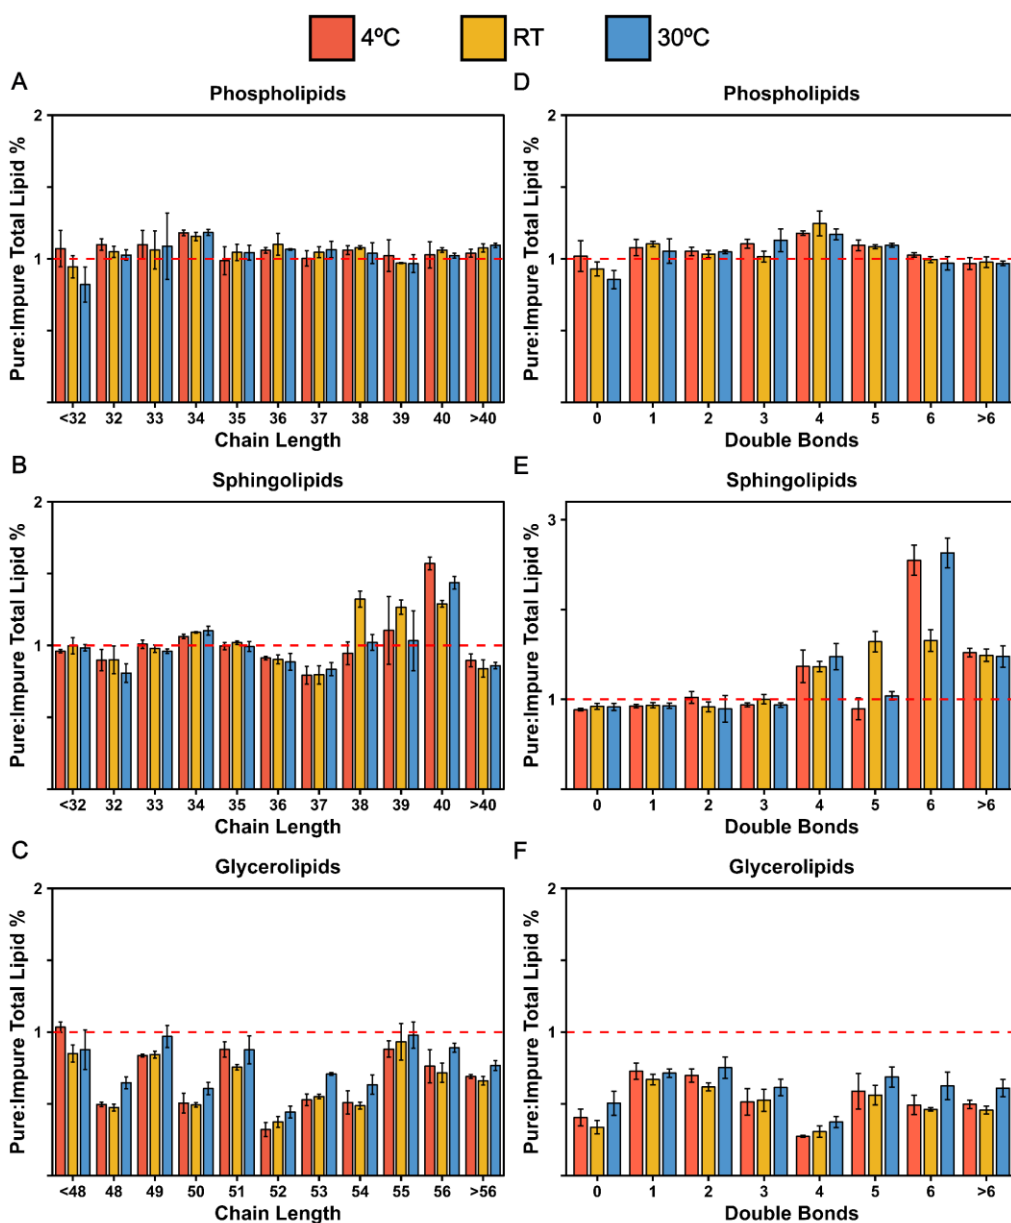 4ºC RT 30ºC
A
Phospholipids
Pure:Impure Total Lipid %
2
1
<32 32 33 34 35 36 37 38 39 40 >40
Chain Length
D
Phospholipids
Pure:Impure Total Lipid %
2
1
0 1 2 3 4 5 6 >6
Double Bonds
B
Sphingolipids
Pure:Impure Total Lipid %
2
1
<32 32 33 34 35 36 37 38 39 40 >40
Chain Length
E
Sphingolipids
Pure:Impure Total Lipid %
3
1
0 1 2 3 4 5 6 >6
Double Bonds
C
Glycerolipids
Pure:Impure Total Lipid %
2
1
<48 48 49 50 51 52 53 54 55 56 >56
Chain Length
F
Glycerolipids
Pure:Impure Total Lipid %
2
1
0 1 2 3 4 5 6 >6
Double Bonds